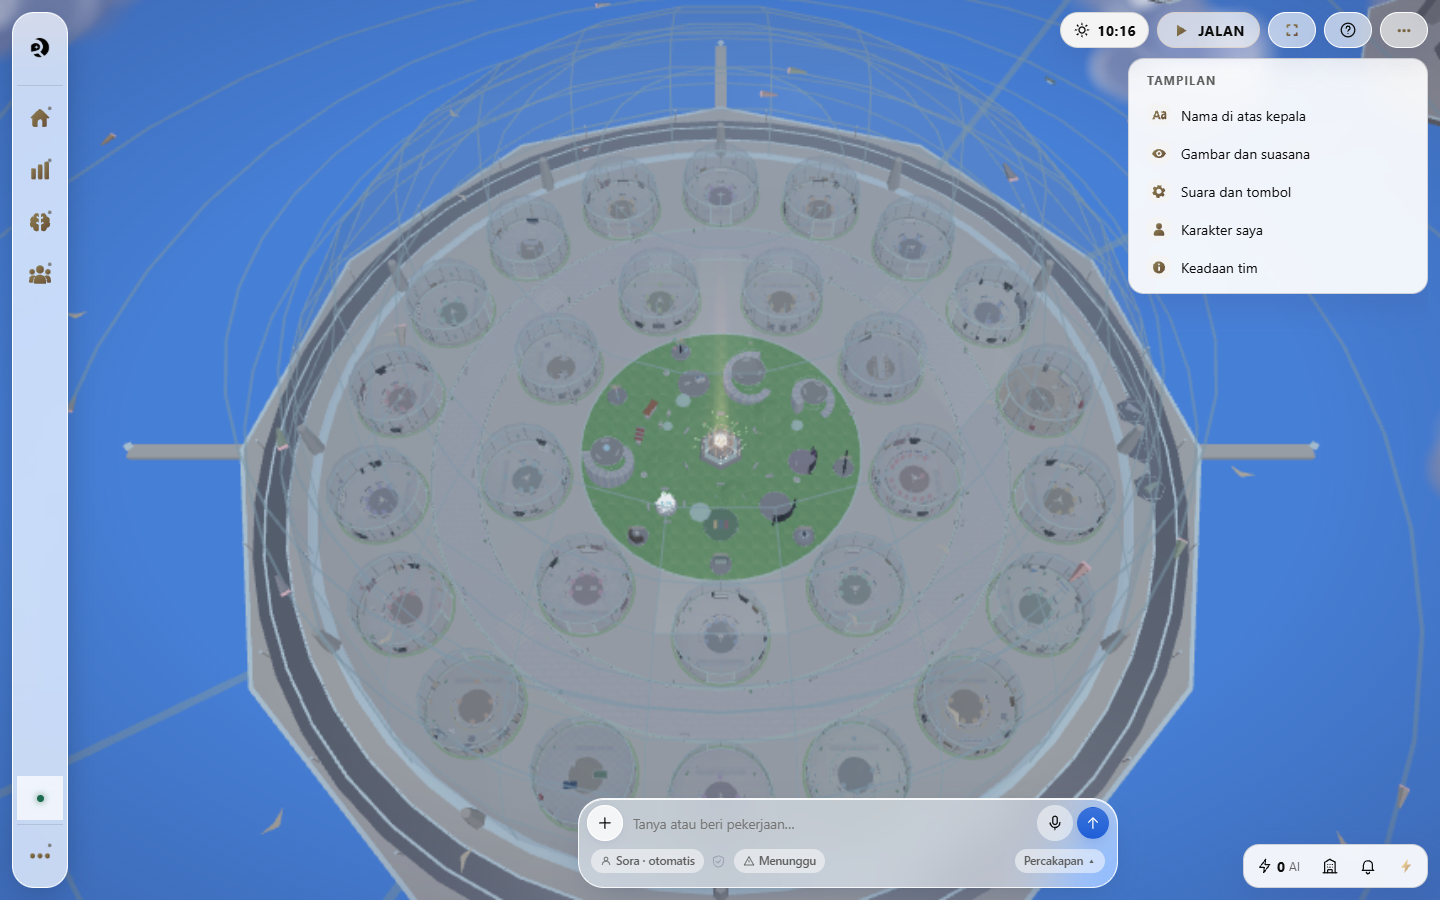 10:16
JALAN
TAMPILAN
Aa Nama di atas kepala
Gambar dan suasana
Suara dan tombol
Karakter saya
Keadaan tim
Tanya atau beri pekerjaan...
Sora · otomatis
Menunggu
Percakapan
0 AI